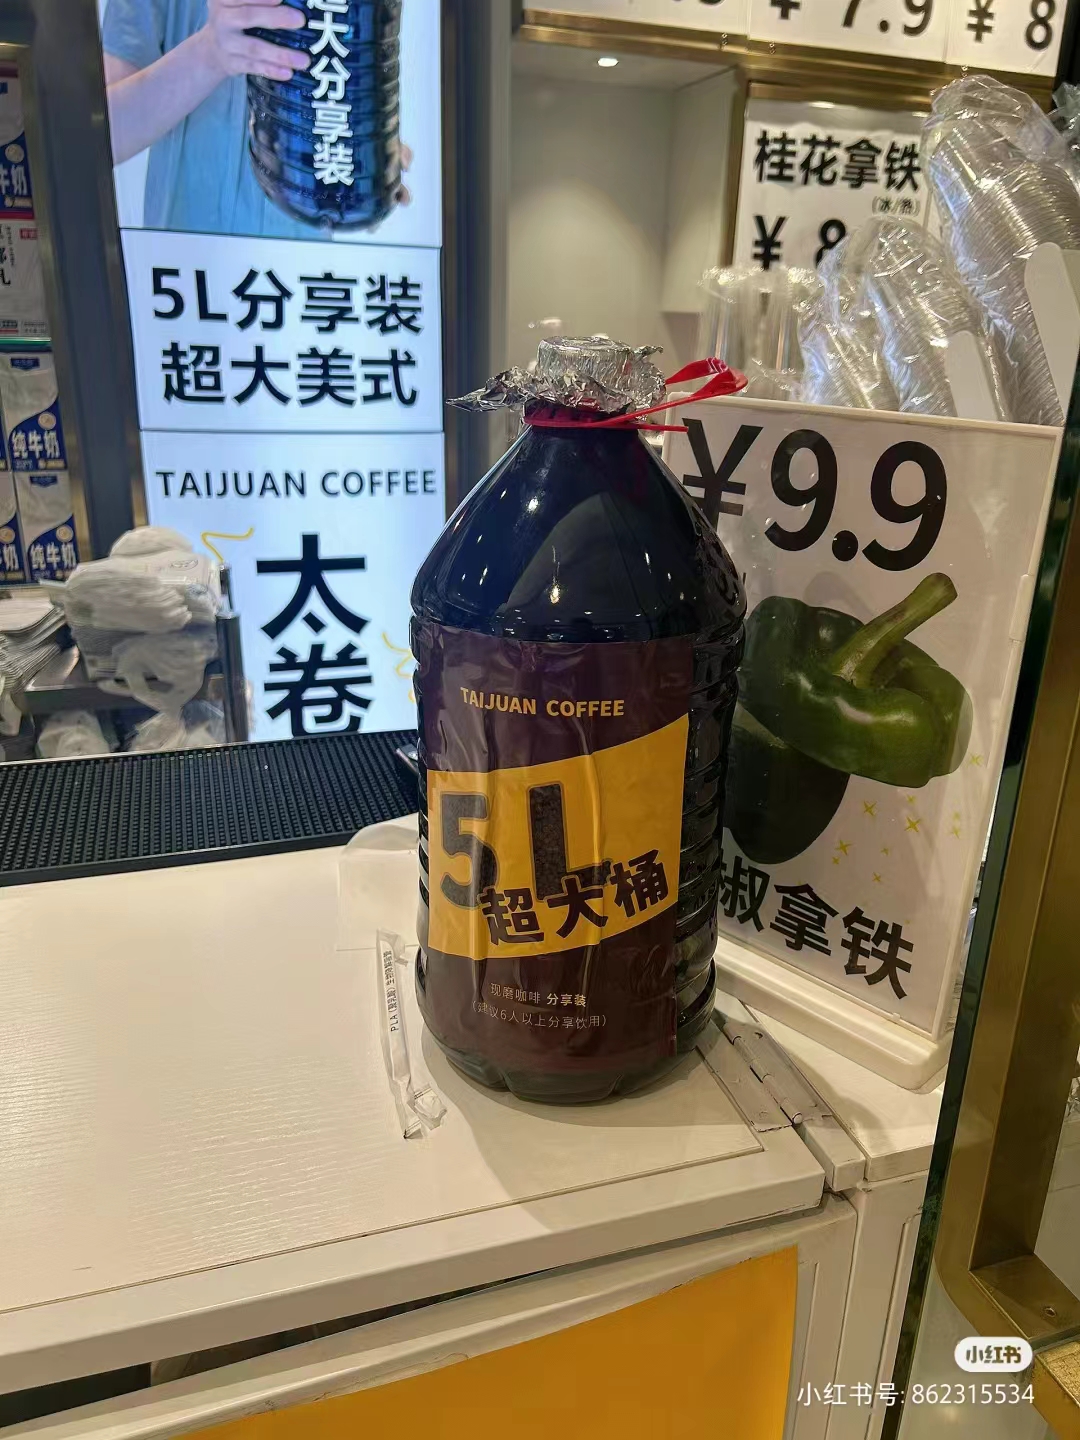 超大分享装
5L分享装
超大美式
TAIJUAN COFFEE
太卷
¥ 7.9
¥ 8
桂花拿铁
(冰/热)
¥ 8
¥9.9
椒拿铁
TAIJUAN COFFEE
5L
超大桶
现磨咖啡 分享装
(建议6人以上分享饮用)
纯牛奶
纯牛奶
小红书
小红书号: 862315534